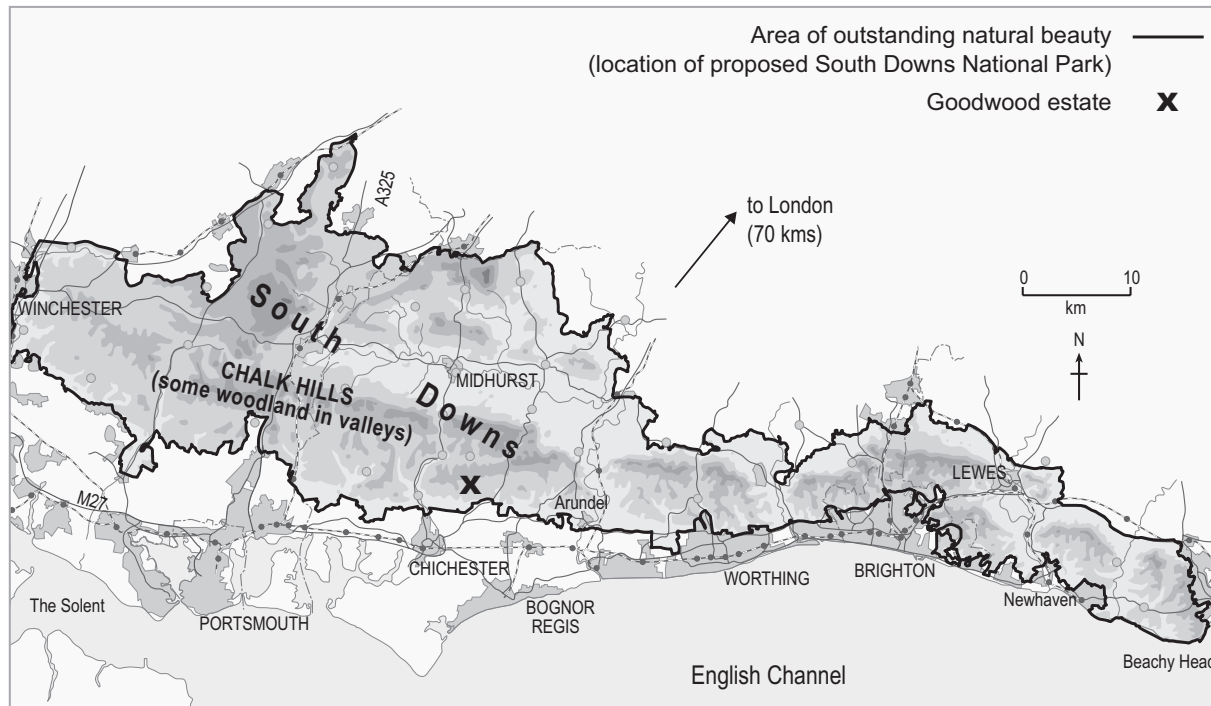 Area of outstanding natural beauty
(location of proposed South Downs National Park)
Goodwood estate X
A325
to London
(70 kms)
0 10
km
N
WINCHESTER
South
Downs
CHALK HILLS
(some woodland in valleys)
MIDHURST
X
LEWES
Arundel
M27
CHICHESTER
WORTHING
BRIGHTON
Newhaven
The Solent
PORTSMOUTH
BOGNOR
REGIS
Beachy Head
English Channel